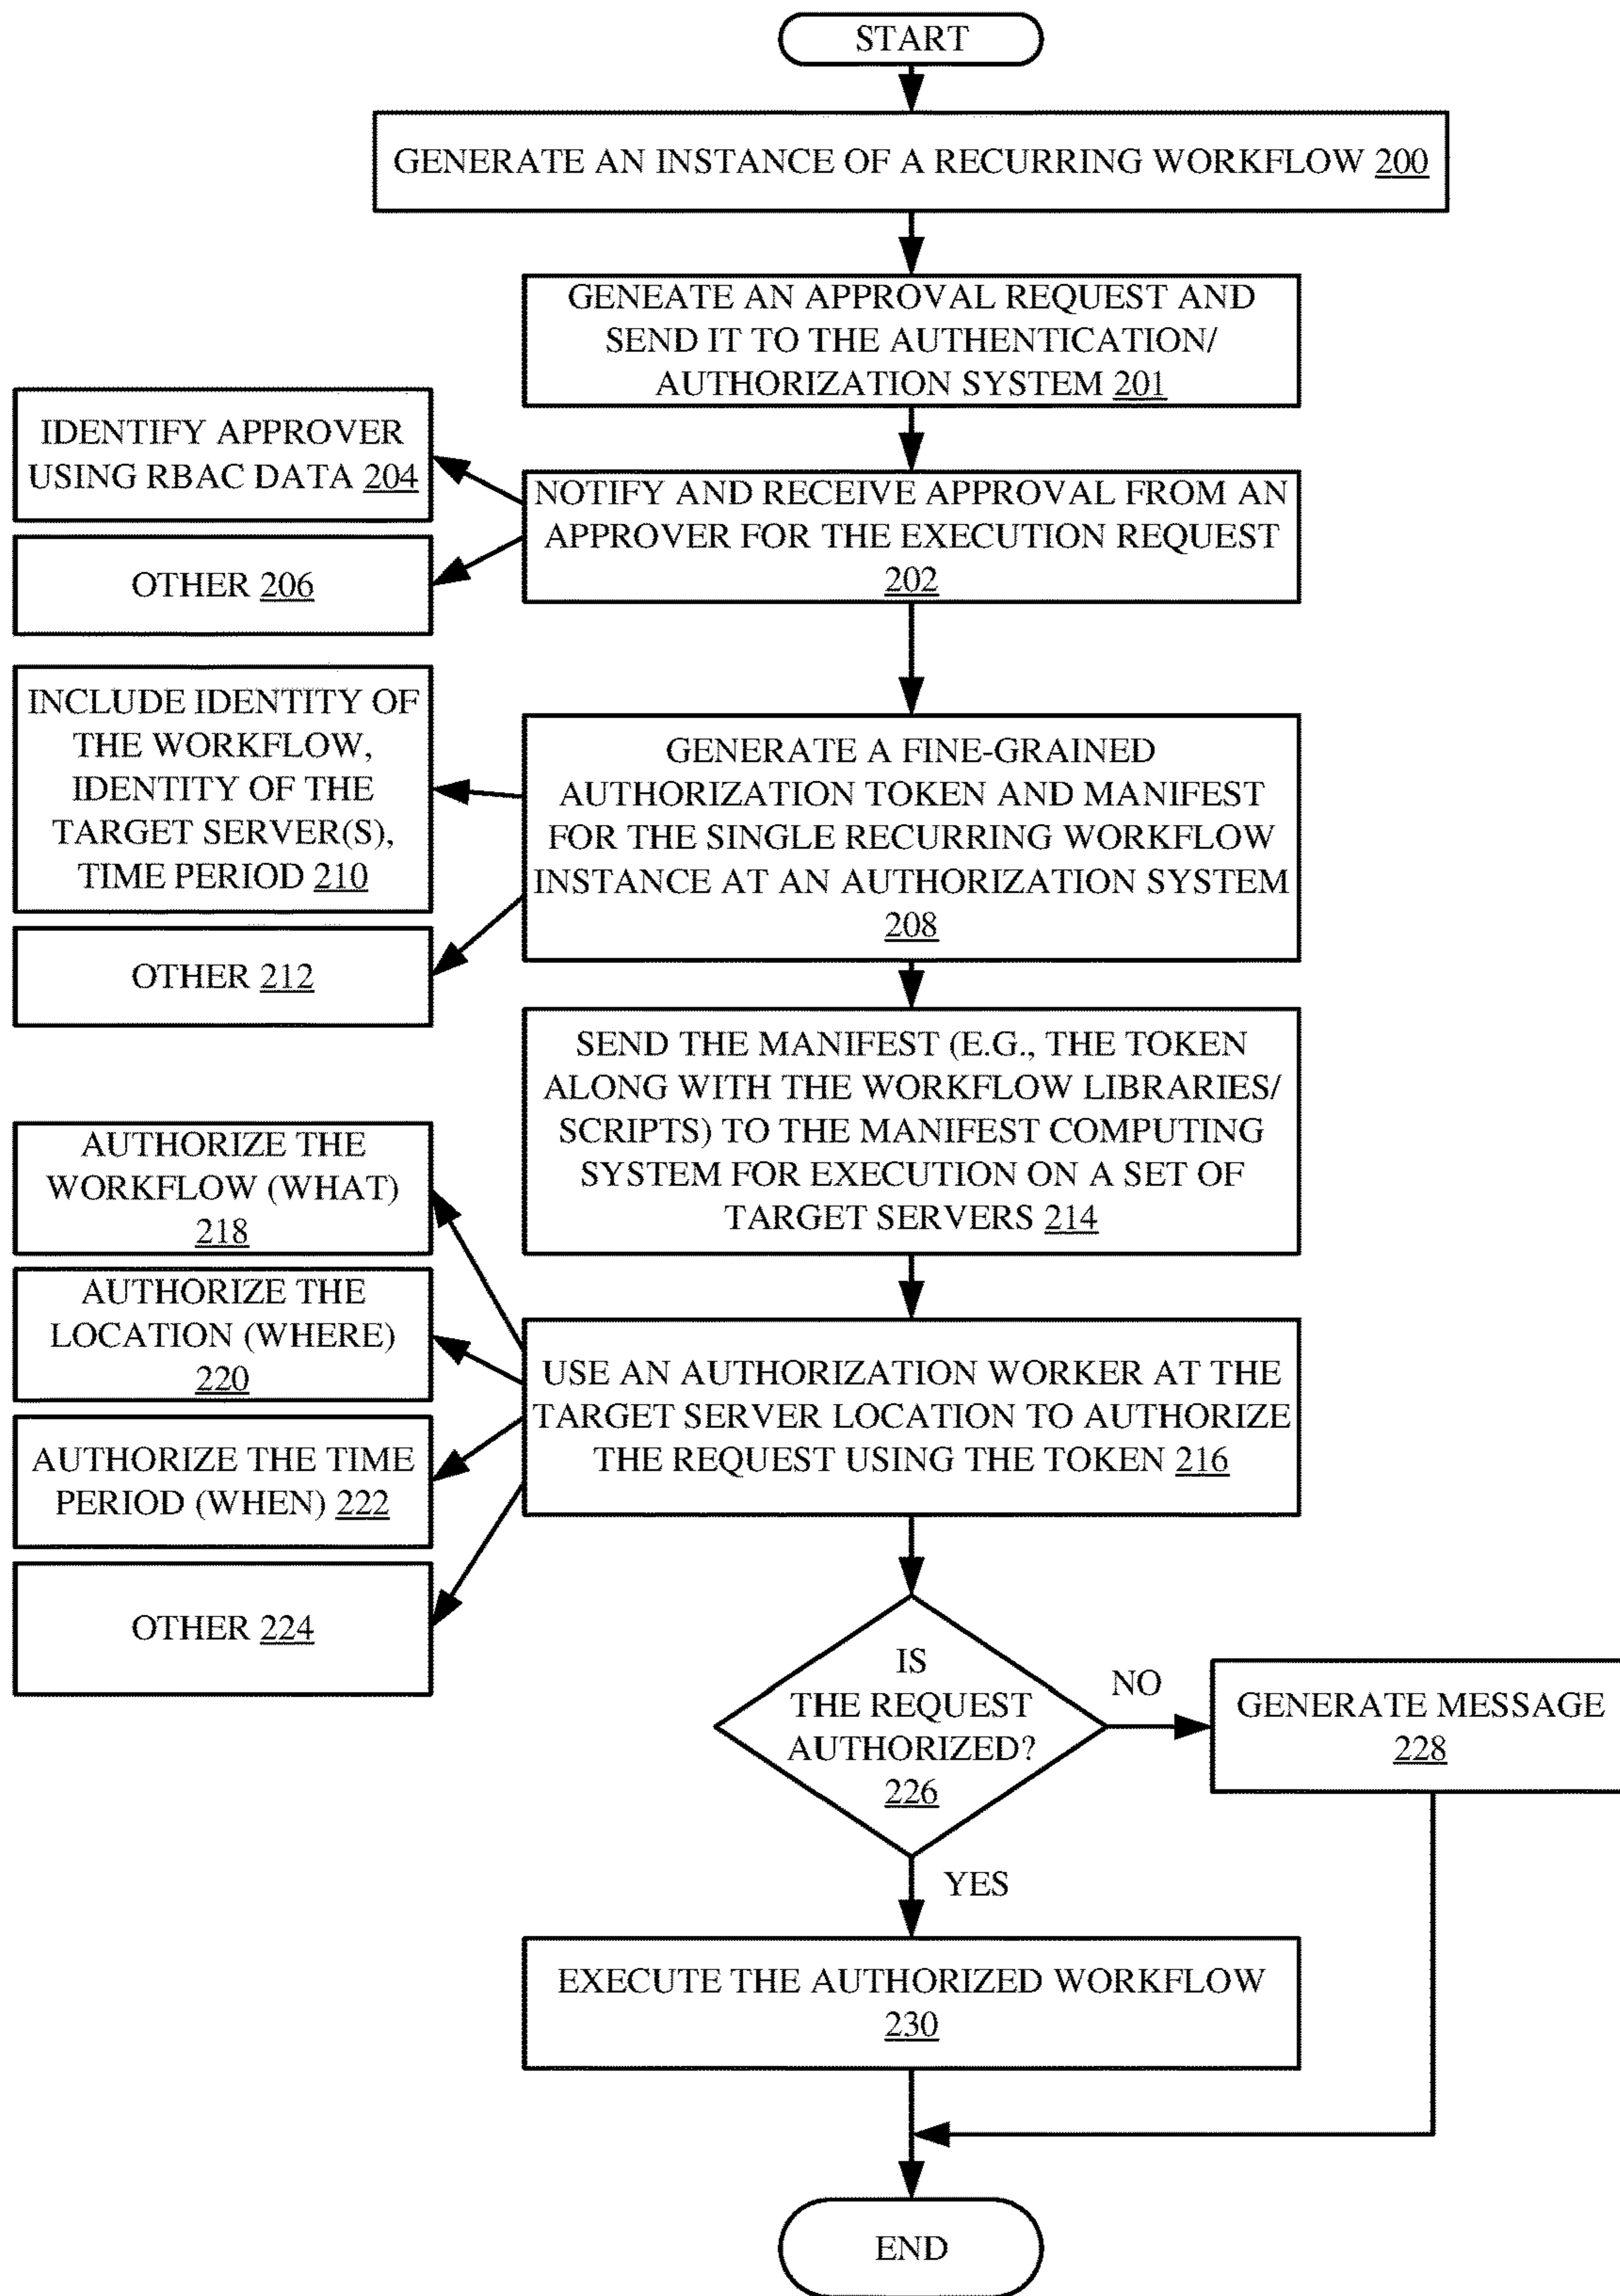 START
GENERATE AN INSTANCE OF A RECURRING WORKFLOW 200
GENEATE AN APPROVAL REQUEST AND
SEND IT TO THE AUTHENTICATION/
AUTHORIZATION SYSTEM 201
IDENTIFY APPROVER
USING RBAC DATA 204
NOTIFY AND RECEIVE APPROVAL FROM AN
APPROVER FOR THE EXECUTION REQUEST
202
OTHER 206
INCLUDE IDENTITY OF
THE WORKFLOW,
IDENTITY OF THE
TARGET SERVER(S),
TIME PERIOD 210
GENERATE A FINE-GRAINED
AUTHORIZATION TOKEN AND MANIFEST
FOR THE SINGLE RECURRING WORKFLOW
INSTANCE AT AN AUTHORIZATION SYSTEM
208
OTHER 212
SEND THE MANIFEST (E.G., THE TOKEN
ALONG WITH THE WORKFLOW LIBRARIES/
SCRIPTS) TO THE MANIFEST COMPUTING
SYSTEM FOR EXECUTION ON A SET OF
TARGET SERVERS 214
AUTHORIZE THE
WORKFLOW (WHAT)
218
AUTHORIZE THE
LOCATION (WHERE)
220
USE AN AUTHORIZATION WORKER AT THE
TARGET SERVER LOCATION TO AUTHORIZE
THE REQUEST USING THE TOKEN 216
AUTHORIZE THE TIME
PERIOD (WHEN) 222
OTHER 224
IS
THE REQUEST
AUTHORIZED?
226
NO
GENERATE MESSAGE
228
YES
EXECUTE THE AUTHORIZED WORKFLOW
230
END